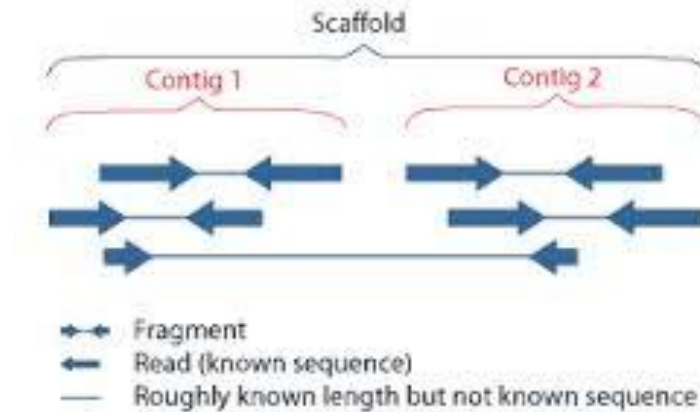 Scaffold
Contig 1
Contig 2
Fragment
Read (known sequence)
Roughly known length but not known sequence